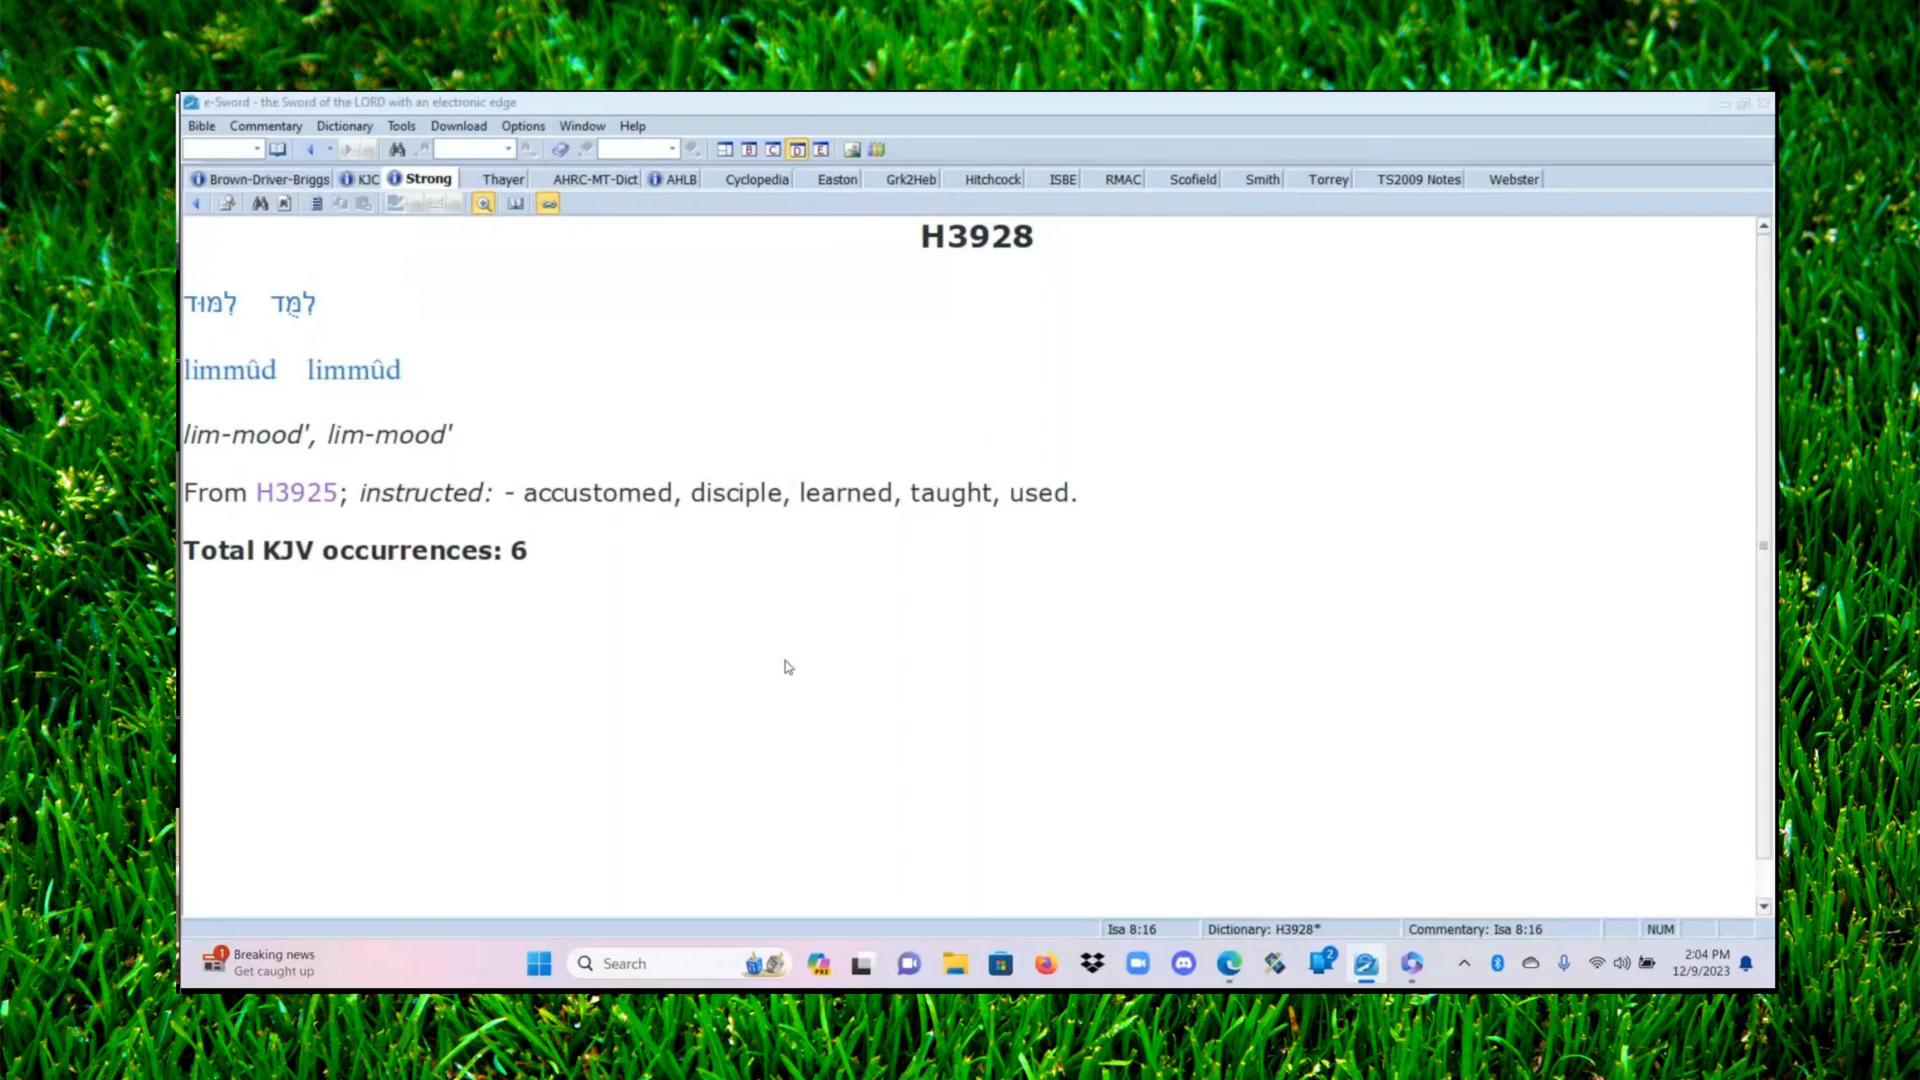 e-Sword - the Sword of the LORD with an electronic edge
Bible Commentary Dictionary Tools Download Options Window Help
B C D E
Brown-Driver-Briggs KJC Strong Thayer AHRC-MT-Dict AHLB Cyclopedia Easton Grk2Heb Hitchcock ISBE RMAC Scofield Smith Torrey TS2009 Notes Webster
H3928
לִמֻּד לִמּוּד
limmûd limmûd
lim-mood', lim-mood'
From H3925; instructed: - accustomed, disciple, learned, taught, used.
Total KJV occurrences: 6
Isa 8:16 Dictionary: H3928* Commentary: Isa 8:16 NUM
1 Breaking news
Get caught up
Search
PRE
2
2:04 PM
12/9/2023